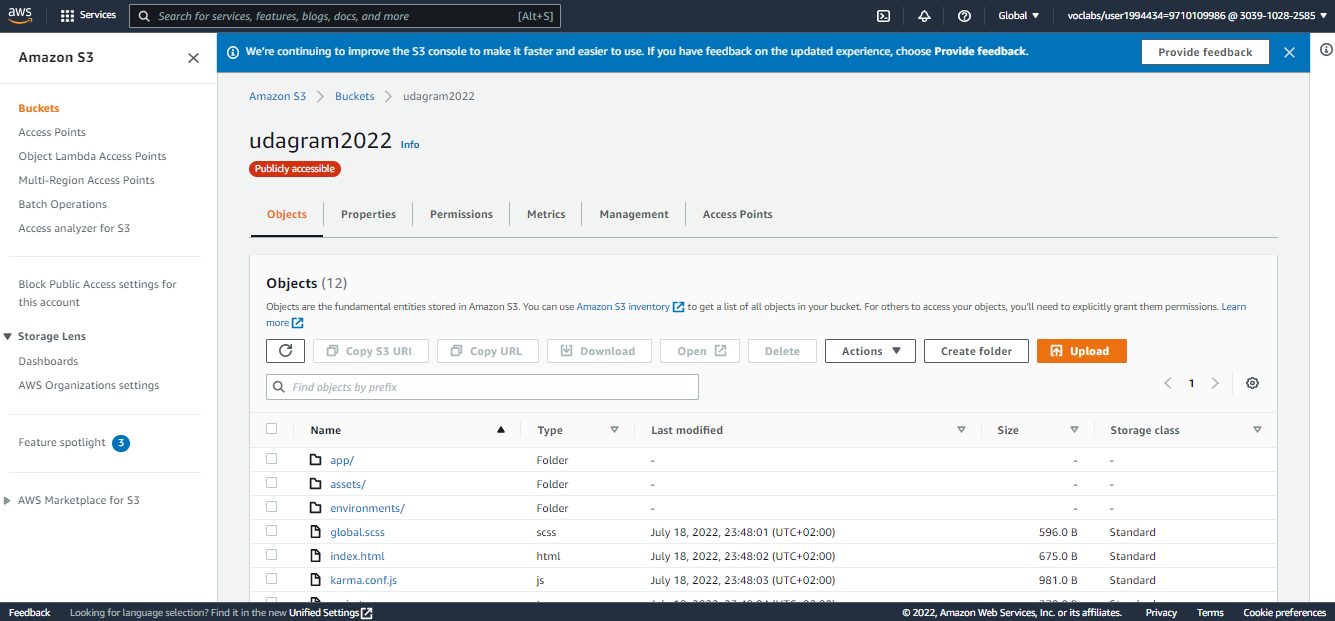 aws Services Search for services, features, blogs, docs, and more [Alt+S] Global voclabs/user1994434=9710109986 @ 3039-1028-2585
Amazon S3
Buckets
Access Points
Object Lambda Access Points
Multi-Region Access Points
Batch Operations
Access analyzer for S3
Block Public Access settings for
this account
Storage Lens
Dashboards
AWS Organizations settings
Feature spotlight 3
AWS Marketplace for S3
We're continuing to improve the S3 console to make it faster and easier to use. If you have feedback on the updated experience, choose Provide feedback. Provide feedback
Amazon S3 Buckets udagram2022
udagram2022 Info
Publicly accessible
Objects Properties Permissions Metrics Management Access Points
Objects (12)
Objects are the fundamental entities stored in Amazon S3. You can use Amazon S3 inventory to get a list of all objects in your bucket. For others to access your objects, you'll need to explicitly grant them permissions. Learn
more
Copy S3 URI Copy URL Download Open Delete Actions Create folder Upload
Find objects by prefix 1
Name Type Last modified Size Storage class
app/ Folder - - -
assets/ Folder - - -
environments/ Folder - - -
global.scss scss July 18, 2022, 23:48:01 (UTC+02:00) 596.0 B Standard
index.html html July 18, 2022, 23:48:02 (UTC+02:00) 675.0 B Standard
karma.conf.js js July 18, 2022, 23:48:03 (UTC+02:00) 981.0 B Standard
Feedback Looking for language selection? Find it in the new Unified Settings © 2022, Amazon Web Services, Inc. or its affiliates. Privacy Terms Cookie preferences